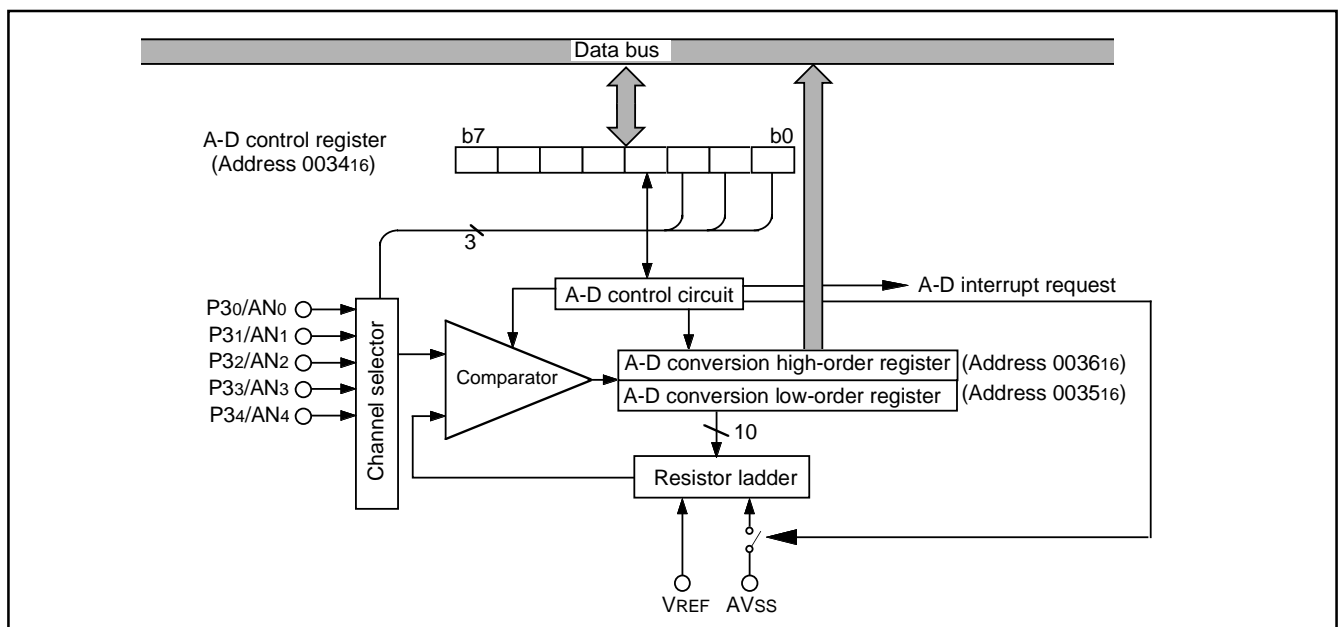 Data bus
A-D control register
(Address 003416)
b7
b0
3
A-D control circuit
A-D interrupt request
P30/AN0
P31/AN1
P32/AN2
P33/AN3
P34/AN4
Channel selector
Comparator
A-D conversion high-order register
(Address 003616)
A-D conversion low-order register
(Address 003516)
10
Resistor ladder
VREF
AVSS